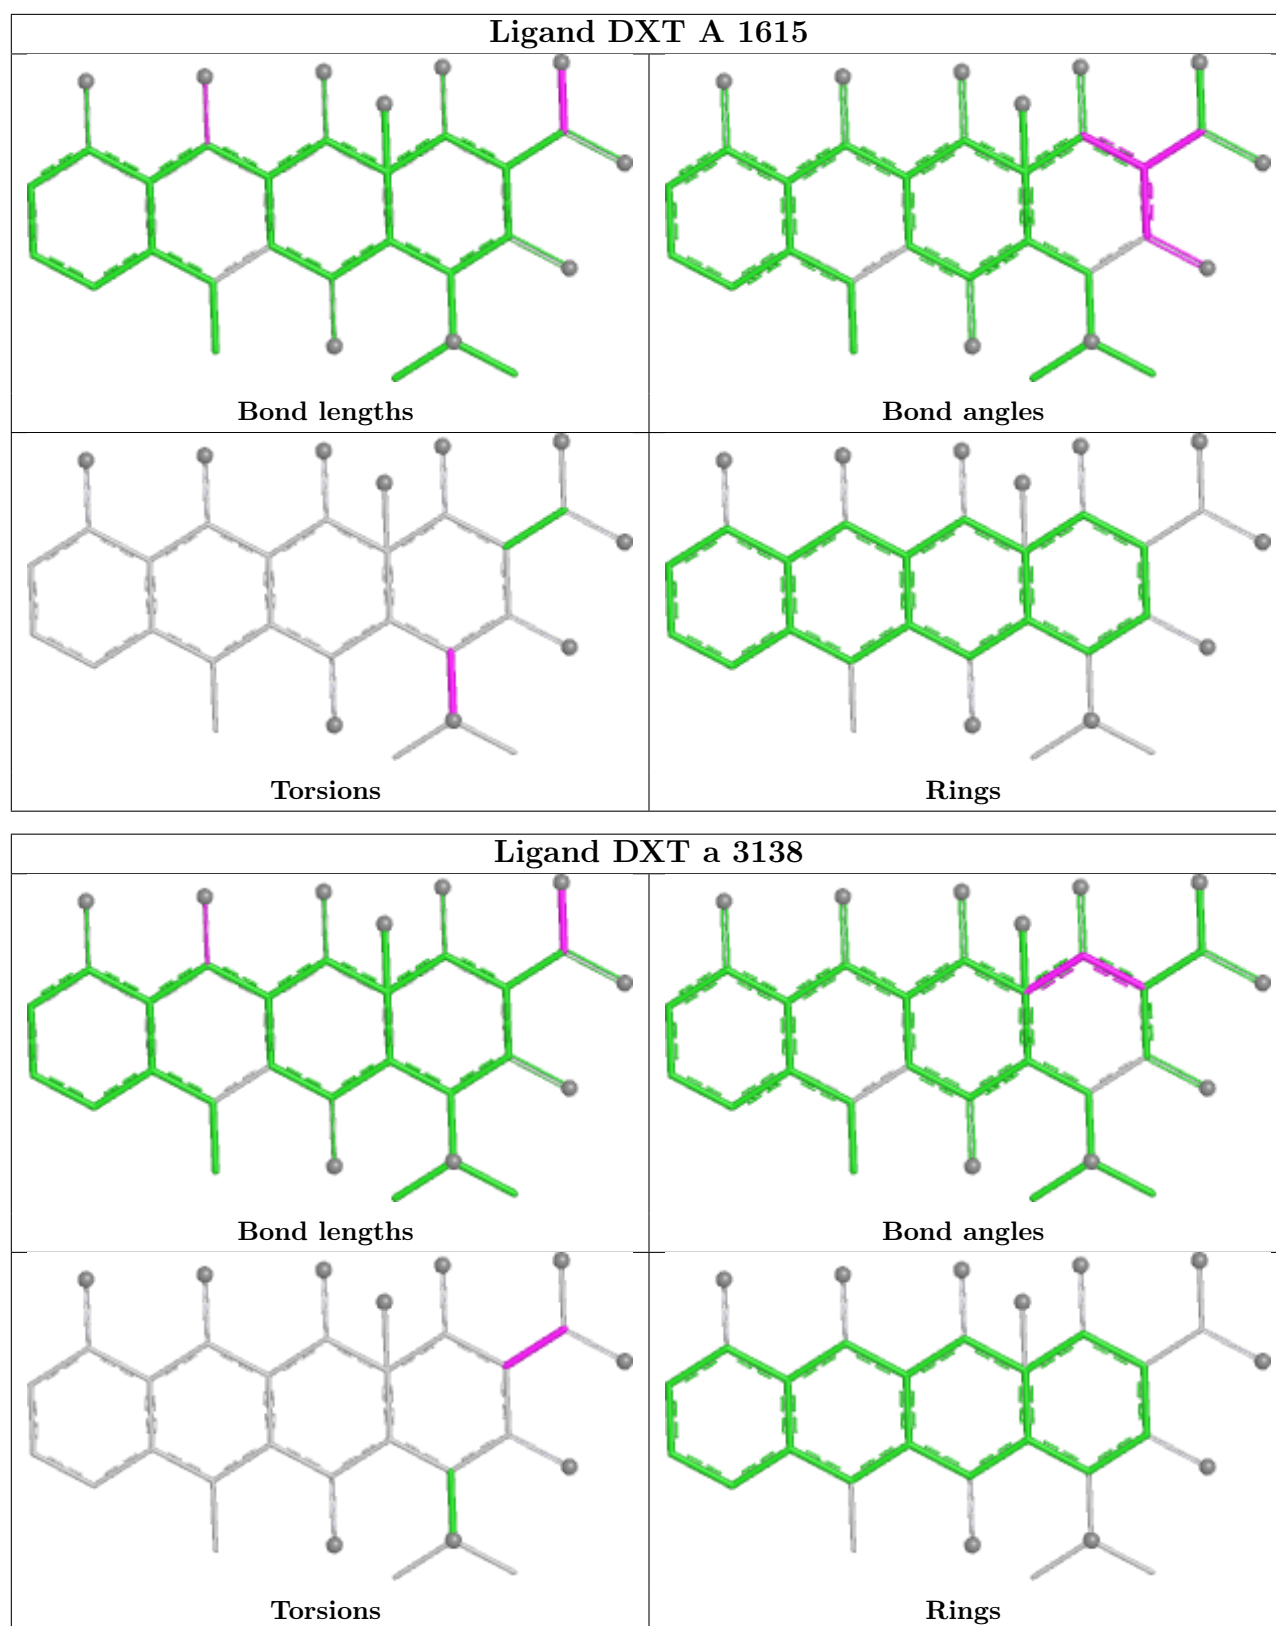 Ligand DXT A 1615
Bond lengths
Bond angles
Torsions
Rings
Ligand DXT a 3138
Bond lengths
Bond angles
Torsions
Rings